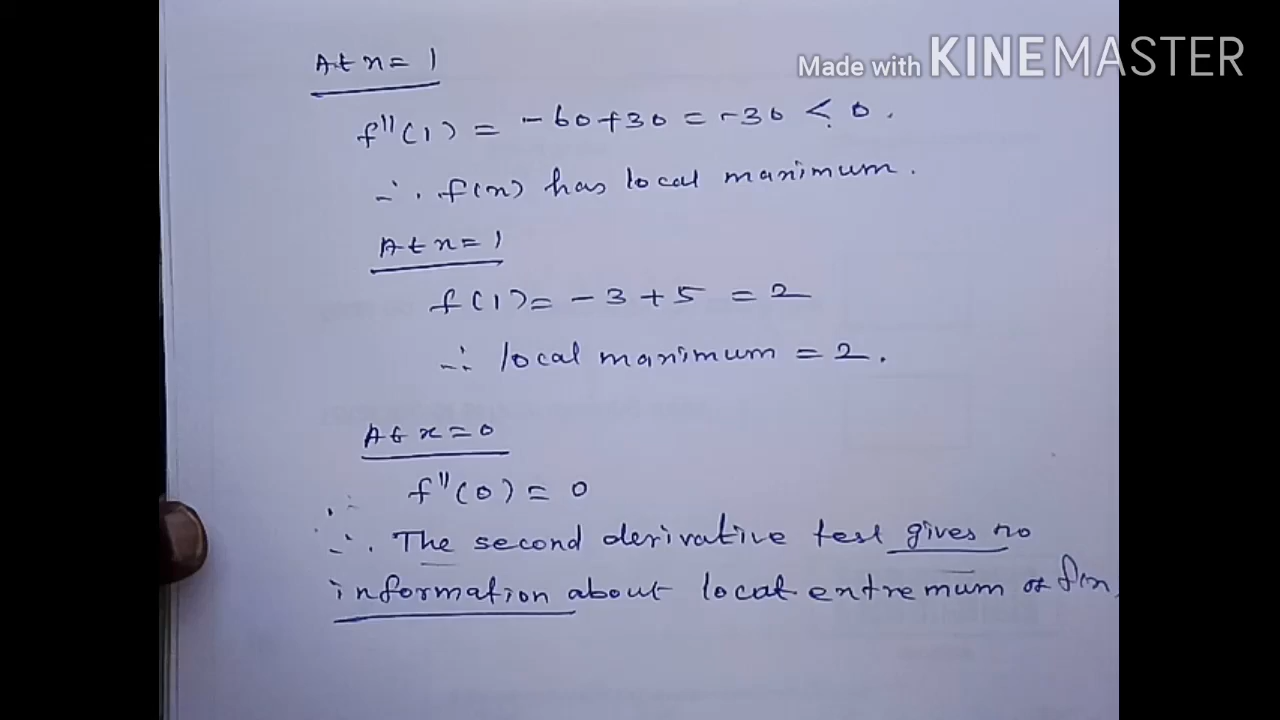 Made with KINEMASTER
At x = 1
f''(1) = -60+30 = -30 < 0.
∴ f(x) has local maximum.
At x = 1
f(1) = -3 + 5 = 2
∴ local maximum = 2.
At x = 0
f''(0) = 0
∴ The second derivative test gives no
information about local extremum of f(x